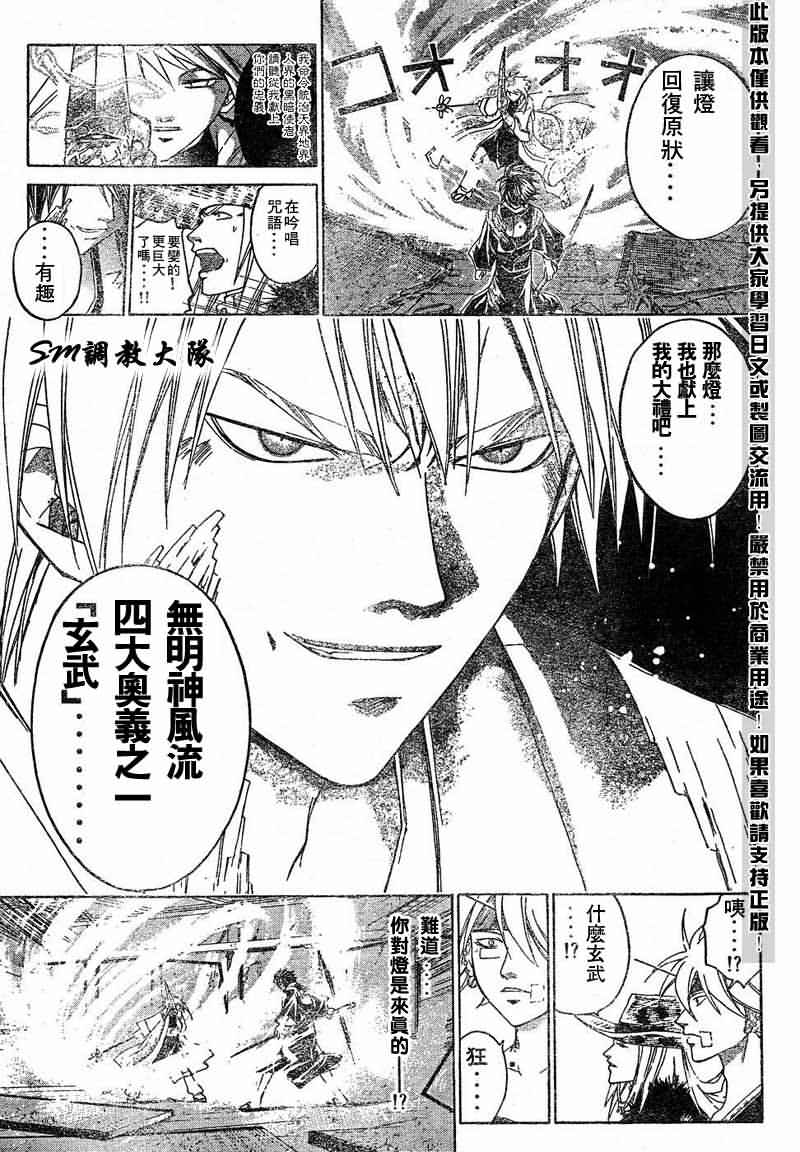 此版本僅供觀看！另提供大家學習日文或製圖交流用！嚴禁用於商業用途！如果喜歡請支持正版！
讓燈
回復原狀．．．．
コオオオ
我命令統治天界地界
人界的黑暗使者
請聽從我獻上
你們的忠義
在吟唱
咒語．．．．
要變的！
更巨大
了嗎．．．．!!
．．．．有趣
SM調教大隊
那麼燈．．．
我也獻上
我的大禮吧．．．．
無明神風流
四大奧義之一
『玄武』．．．．．．．．
咦．．．．!?
什麼玄武
．．．．!?
狂．．．．
難道．．．．
你對燈是來真的——!?